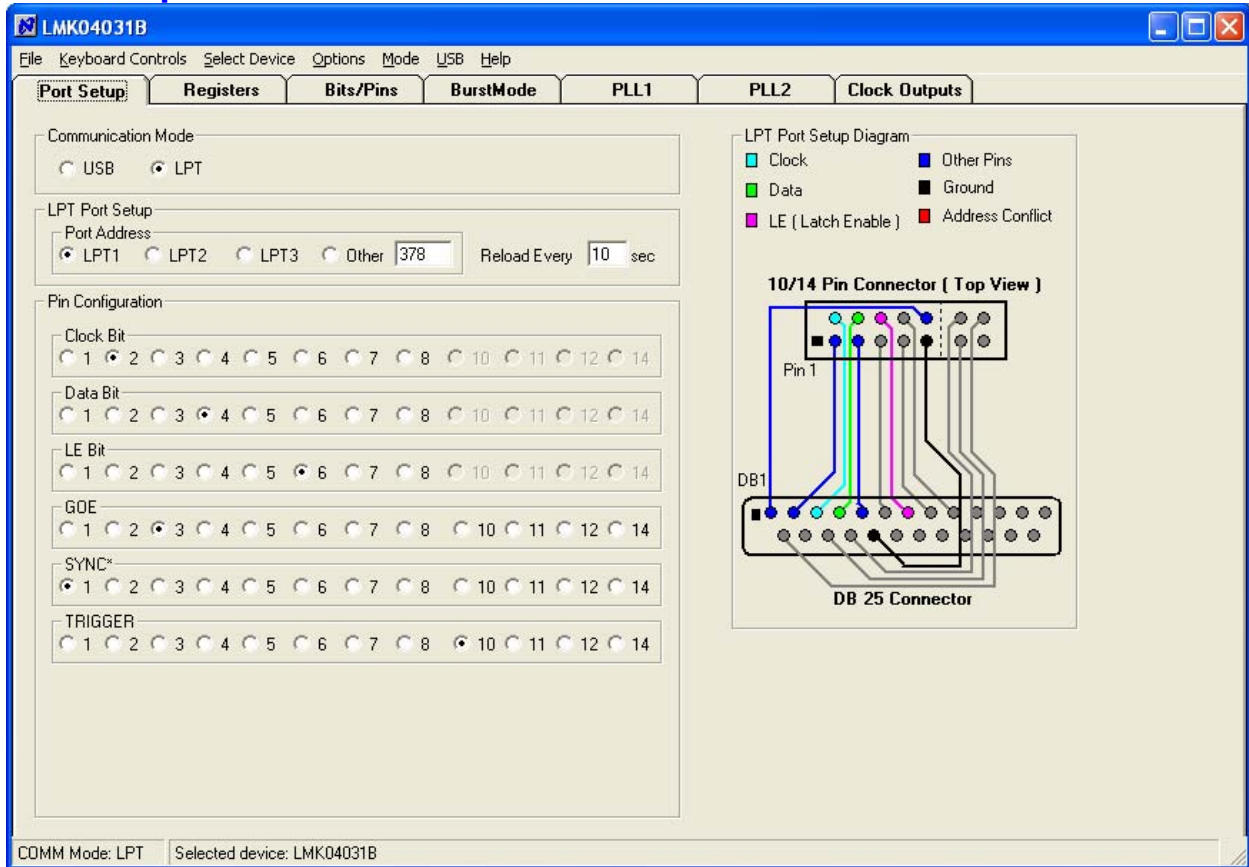 LMK04031B
File Keyboard Controls Select Device Options Mode USB Help
Port Setup Registers Bits/Pins BurstMode PLL1 PLL2 Clock Outputs
Communication Mode
USB LPT
LPT Port Setup
Port Address
LPT1 LPT2 LPT3 Other 378 Reload Every 10 sec
Pin Configuration
Clock Bit
1 2 3 4 5 6 7 8 10 11 12 14
Data Bit
1 2 3 4 5 6 7 8 10 11 12 14
LE Bit
1 2 3 4 5 6 7 8 10 11 12 14
GOE
1 2 3 4 5 6 7 8 10 11 12 14
SYNC*
1 2 3 4 5 6 7 8 10 11 12 14
TRIGGER
1 2 3 4 5 6 7 8 10 11 12 14
LPT Port Setup Diagram
Clock Other Pins
Data Ground
LE ( Latch Enable ) Address Conflict
10/14 Pin Connector ( Top View )
Pin 1
DB1
DB 25 Connector
COMM Mode: LPT Selected device: LMK04031B